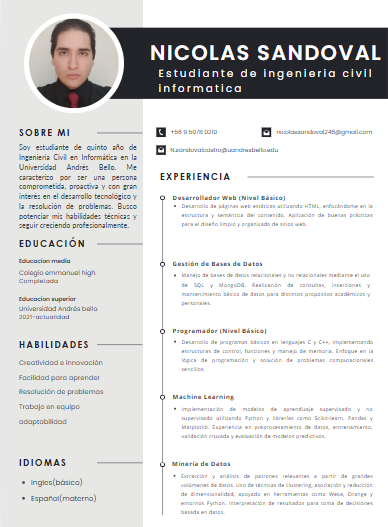 NICOLAS SANDOVAL
Estudiante de ingenieria civil
informatica
SOBRE MI
Soy estudiante de quinto año de
Ingeniería Civil en Informática en la
Universidad Andrés Bello. Me
caracterizo por ser una persona
comprometida, proactiva y con gran
interés en el desarrollo tecnológico y
la resolución de problemas. Busco
potenciar mis habilidades técnicas y
seguir creciendo profesionalmente.
EDUCACIÓN
Educacion media
Colegio emmanuel high
Completada
Educacion superior
Universidad Andrés bello
2021-actualidad
HABILIDADES
Creatividad e innovación
Facilidad para aprender
Resolución de problemas
Trabajo en equipo
adaptabilidad
IDIOMAS
• Ingles(básico)
• Español(materno)
+56 9 5078 0210
nicolassandoval248@gmail.com
N.sandovalcastro@uandresbello.edu
EXPERIENCIA
Desarrollador Web (Nivel Básico)
• Desarrollo de páginas web estáticas utilizando HTML, enfocándome en la
estructura y semántica del contenido. Aplicación de buenas prácticas
para el diseño limpio y organizado de sitios web.
Gestión de Bases de Datos
• Manejo de bases de datos relacionales y no relacionales mediante el uso
de SQL y MongoDB. Realización de consultas, inserciones y
mantenimiento básico de datos para distintos propósitos académicos y
personales.
Programador (Nivel Básico)
• Desarrollo de programas básicos en lenguajes C y C++, implementando
estructuras de control, funciones y manejo de memoria. Enfoque en la
lógica de programación y solución de problemas computacionales
sencillos.
Machine Learning
• Implementación de modelos de aprendizaje supervisado y no
supervisado utilizando Python y librerías como Scikit-learn, Pandas y
Matplotlib. Experiencia en preprocesamiento de datos, entrenamiento,
validación cruzada y evaluación de modelos predictivos.
Minería de Datos
• Extracción y análisis de patrones relevantes a partir de grandes
volúmenes de datos. Uso de técnicas de clustering, asociación y reducción
de dimensionalidad, apoyado en herramientas como Weka, Orange y
entornos Python. Interpretación de resultados para toma de decisiones
basada en datos.